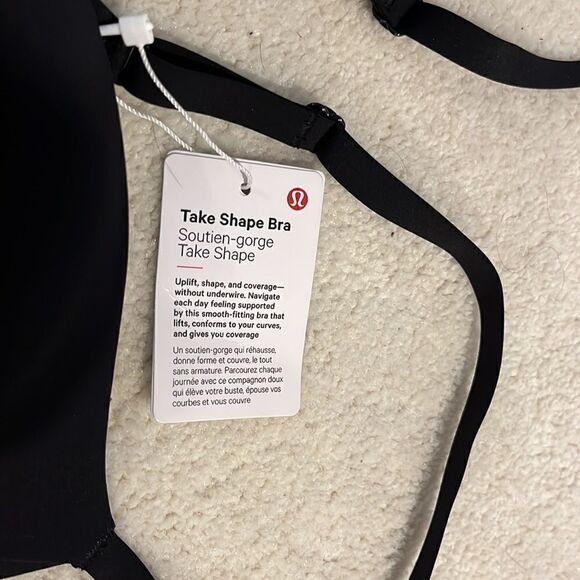 Take Shape Bra
Soutien-gorge
Take Shape
Uplift, shape, and coverage—
without underwire. Navigate
each day feeling supported
by this smooth-fitting bra that
lifts, conforms to your curves,
and gives you coverage
Un soutien-gorge qui réhausse,
donne forme et couvre, le tout
sans armature. Parcourez chaque
journée avec ce compagnon doux
qui élève votre buste, épouse vos
courbes et vous couvre